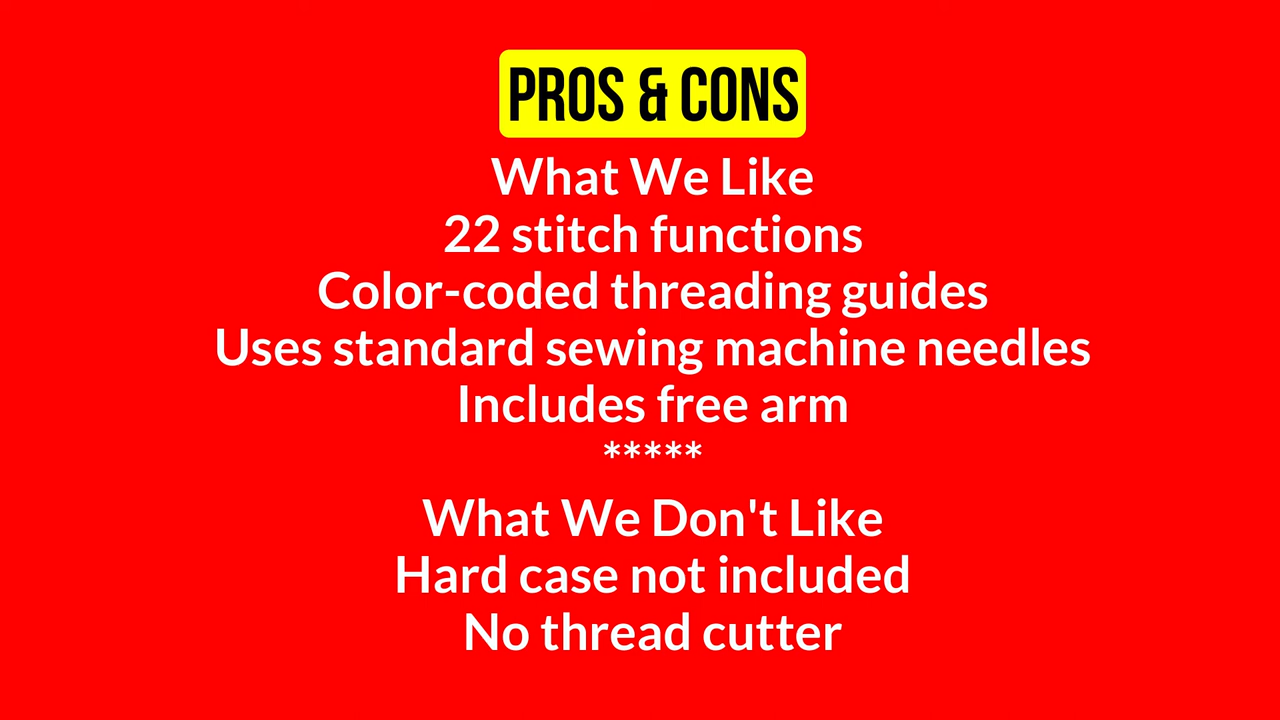 PROS & CONS
What We Like
22 stitch functions
Color-coded threading guides
Uses standard sewing machine needles
Includes free arm
*****
What We Don't Like
Hard case not included
No thread cutter